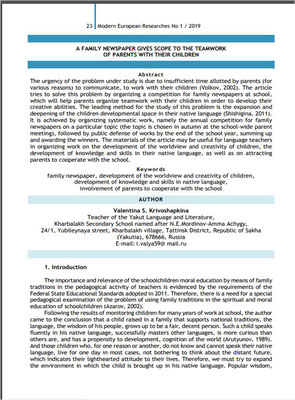 23 | Modern European Researches No 1 / 2019
A FAMILY NEWSPAPER GIVES SCOPE TO THE TEAMWORK
OF PARENTS WITH THEIR CHILDREN
Abstract
The urgency of the problem under study is due to insufficient time allotted by parents (for
various reasons) to communicate, to work with their children (Volkov, 2002). The article
tries to solve this problem by organizing a competition for family newspapers at school,
which will help parents organize teamwork with their children in order to develop their
creative abilities. The leading method for the study of this problem is the expansion and
deepening of the children developmental space in their native language (Shishigina, 2011).
It is achieved by organizing systematic work, namely the annual competition for family
newspapers on a particular topic (the topic is chosen in autumn at the school-wide parent
meeting), followed by public defense of works by the end of the school year, summing up
and awarding the winners. The materials of the article may be useful for language teachers
in organizing work on the development of the worldview and creativity of children, the
development of knowledge and skills in their native language, as well as on attracting
parents to cooperate with the school.
Keywords
family newspaper, development of the worldview and creativity of children,
development of knowledge and skills in native language,
involvement of parents to cooperate with the school
AUTHOR
Valentina S. Krivoshapkina
Teacher of the Yakut Language and Literature,
Kharbalakh Secondary School named after N.E.Mordinov-Amma Achygy,
24/1, Yubileynaya street, Kharbalakh village, Tattinsk District, Republic of Sakha
(Yakutia), 678666, Russia
E-mail: i.valya59@ mail.ru
1. Introduction
The importance and relevance of the schoolchildren moral education by means of family
traditions in the pedagogical activity of teachers is evidenced by the requirements of the
Federal State Educational Standards adopted in 2011. Therefore, there is a need for a special
pedagogical examination of the problem of using family traditions in the spiritual and moral
education of schoolchildren (Azarov, 2002).
Following the results of monitoring children for many years of work at school, the author
came to the conclusion that a child raised in a family that supports national traditions, the
language, the wisdom of his people, grows up to be a fair, decent person. Such a child speaks
fluently in his native language, successfully masters other languages, is more curious than
others are, and has a propensity to development, cognition of the world (Arutyunov, 1989).
And those children who, for one reason or another, do not know and cannot speak their native
language, live for one day in most cases, not bothering to think about the distant future,
which indicates their lighthearted attitude to their lives. Therefore, we must try to expand
the environment in which the child is brought up in his native language. Popular wisdom,